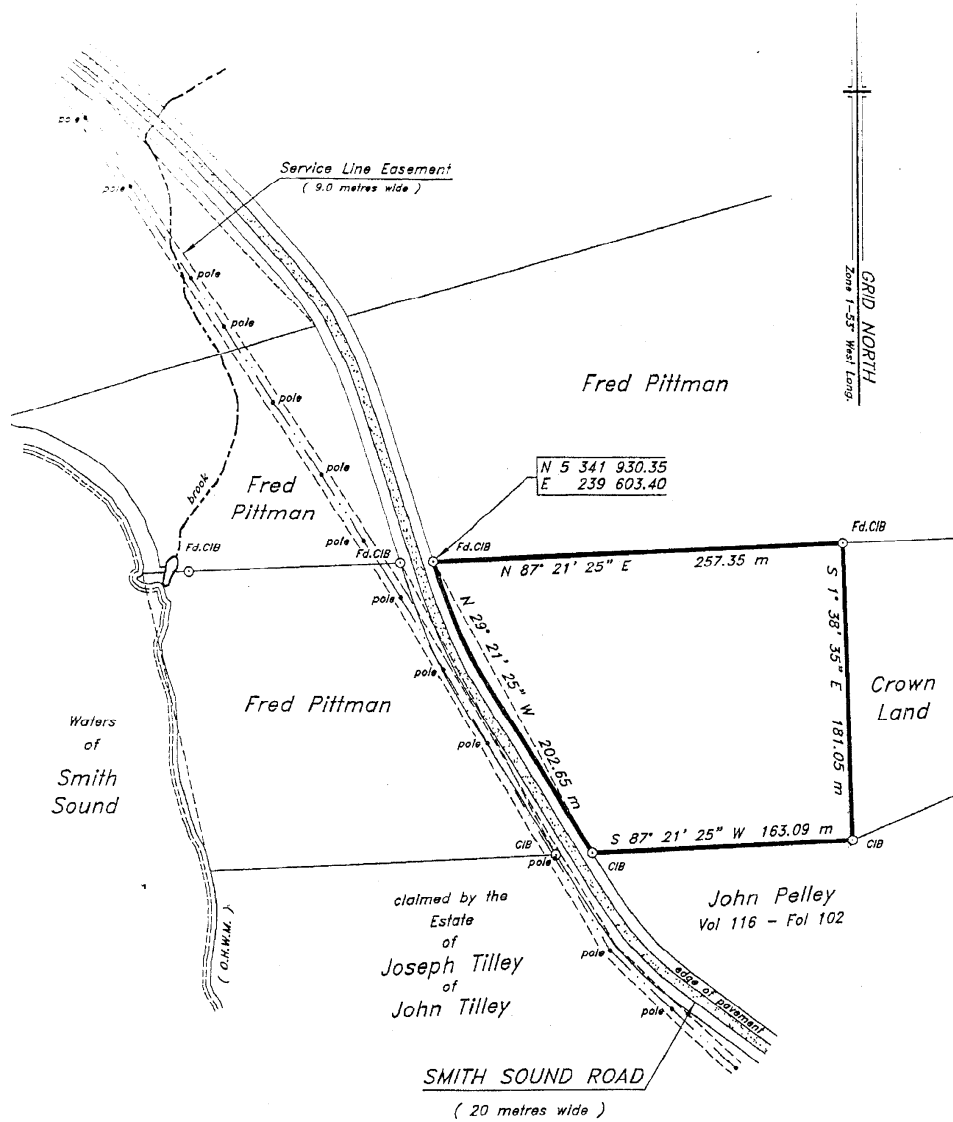 pole
pole
Service Line Easement
( 9.0 metres wide )
GRID NORTH
Zone 1-53° West Long.
pole
pole
pole
Fred Pittman
N 5 341 930.35
E 239 603.40
pole
brook
Fred
Pittman
pole
Fd.CIB
Fd.CIB
Fd.CIB
Fd.CIB
N 87° 21' 25" E 257.35 m
pole
N 29° 21' 25" W 202.65 m
S 1° 38' 35" E 181.05 m
Crown
Land
pole
Fred Pittman
Waters
of
Smith
Sound
pole
S 87° 21' 25" W 163.09 m
CIB
pole
CIB
CIB
John Pelley
Vol 116 - Fol 102
claimed by the
Estate
of
Joseph Tilley
of
John Tilley
( O.H.W.M. )
pole
edge of pavement
pole
SMITH SOUND ROAD
( 20 metres wide )